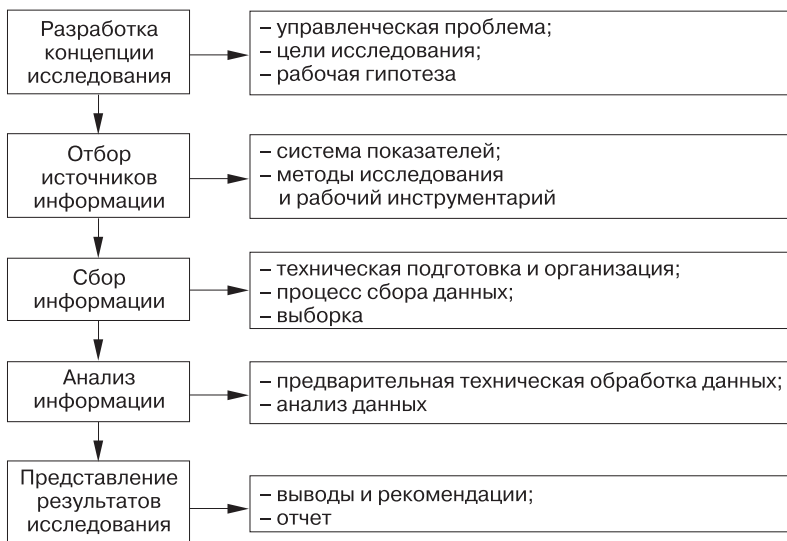 Разработка
концепции
исследования
– управленческая проблема;
– цели исследования;
– рабочая гипотеза
Отбор
источников
информации
– система показателей;
– методы исследования
и рабочий инструментарий
Сбор
информации
– техническая подготовка и организация;
– процесс сбора данных;
– выборка
Анализ
информации
– предварительная техническая обработка данных;
– анализ данных
Представление
результатов
исследования
– выводы и рекомендации;
– отчет